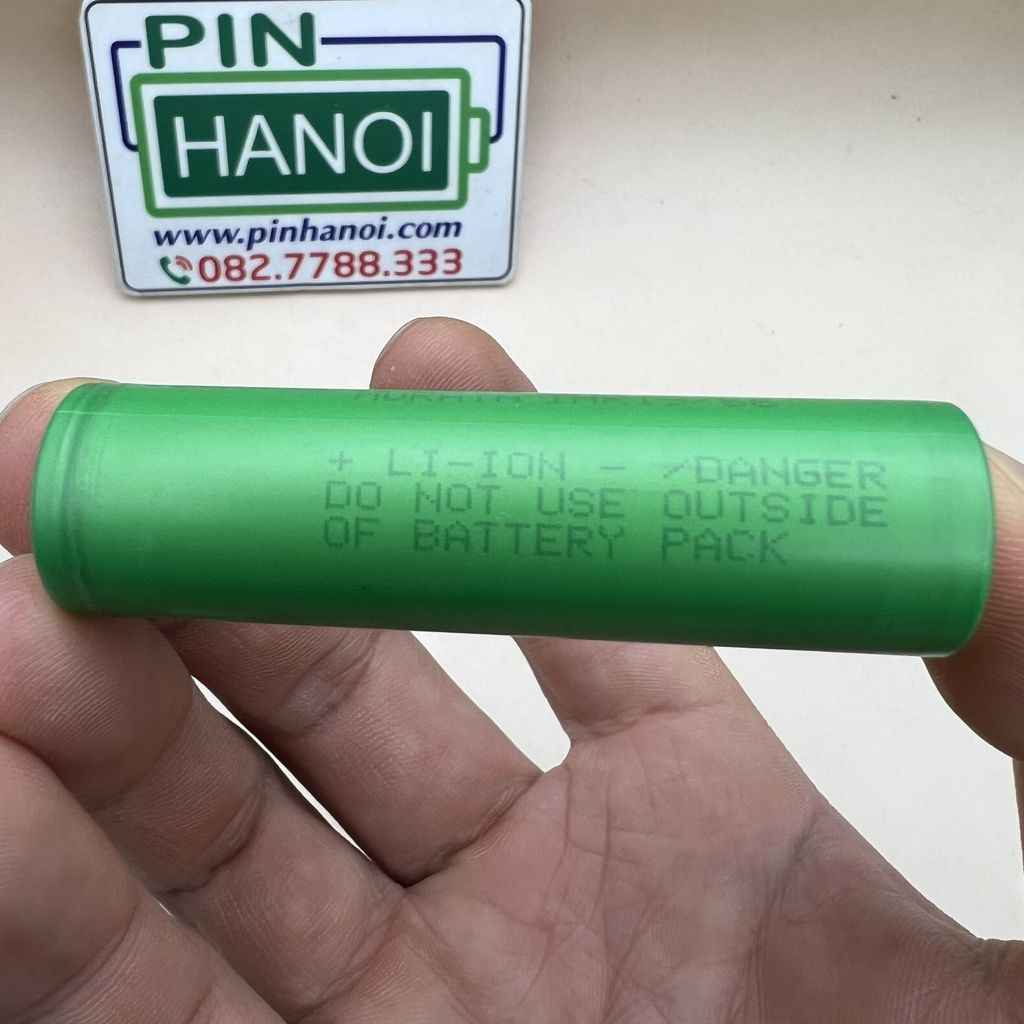 PIN
HANOI
www.pinhanoi.com
082.7788.333
+ LI-ION - /DANGER
DO NOT USE OUTSIDE
OF BATTERY PACK